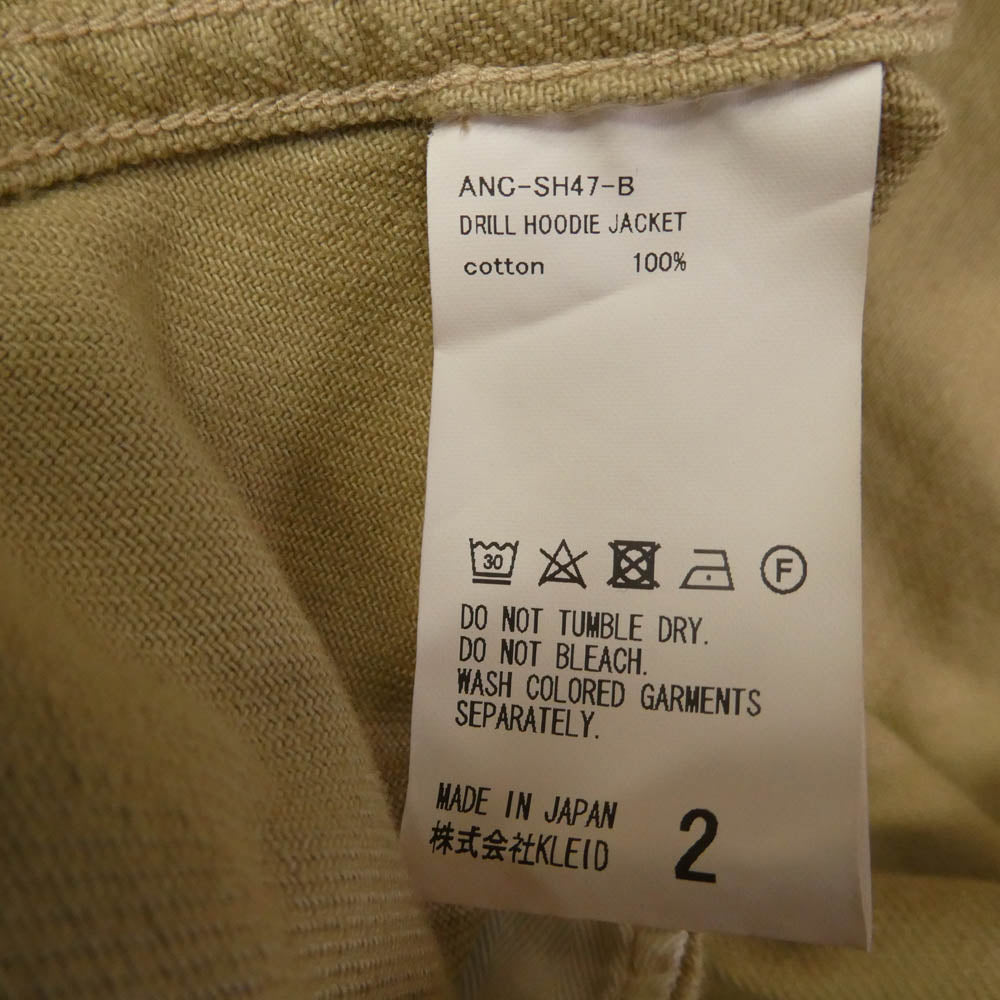 ANC-SH47-B
DRILL HOODIE JACKET
cotton 100%
30 F
DO NOT TUMBLE DRY.
DO NOT BLEACH.
WASH COLORED GARMENTS
SEPARATELY.
MADE IN JAPAN
株式会社KLEID 2